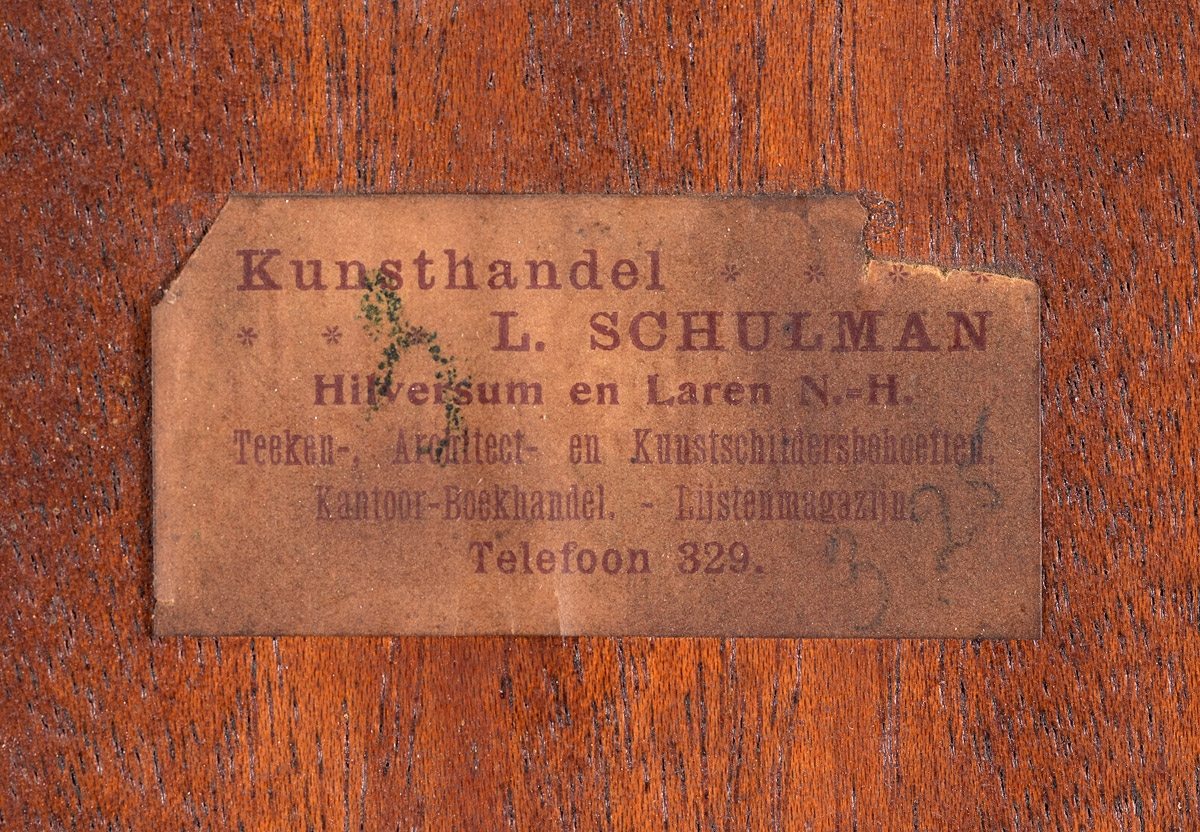 Kunsthandel * * * *
* * L. SCHULMAN
Hilversum en Laren N.-H.
Teeken-, Architect- en Kunstschildersbehoeften.
Kantoor-Boekhandel. - Lijstenmagazijn.
Telefoon 329.